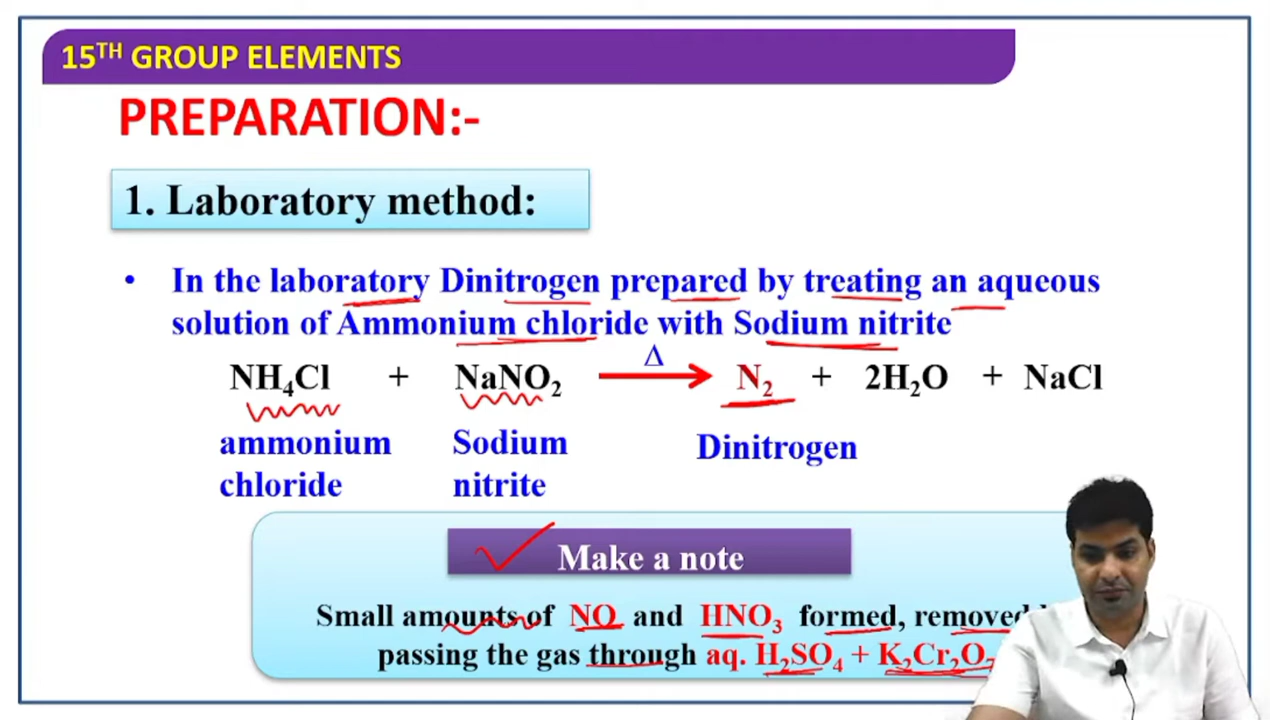 15TH GROUP ELEMENTS
PREPARATION:-
1. Laboratory method:
• In the laboratory Dinitrogen prepared by treating an aqueous
solution of Ammonium chloride with Sodium nitrite
Δ
NH₄Cl + NaNO₂ → N₂ + 2H₂O + NaCl
ammonium Sodium Dinitrogen
chloride nitrite
Make a note
Small amounts of NO and HNO₃ formed, removed
passing the gas through aq. H₂SO₄ + K₂Cr₂O₇